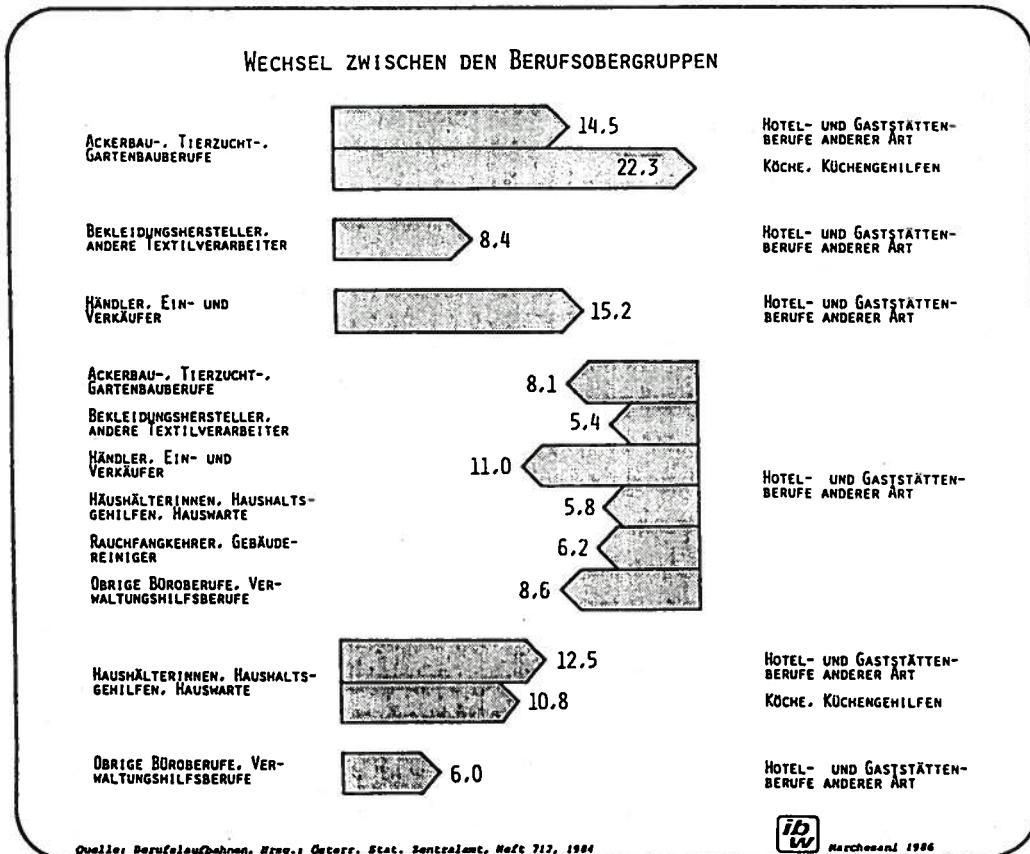 WECHSEL ZWISCHEN DEN BERUFSOBERGRUPPEN
ACKERBAU-, TIERZUCHT-,
GARTENBAUBERUFE
14.5
HOTEL- UND GASTSTÄTTEN-
BERUFE ANDERER ART
22.3
KÖCHE, KÜCHENGEHILFEN
BEKLEIDUNGSHERSTELLER,
ANDERE TEXTILVERARBEITER
8.4
HOTEL- UND GASTSTÄTTEN-
BERUFE ANDERER ART
HÄNDLER, EIN- UND
VERKÄUFER
15.2
HOTEL- UND GASTSTÄTTEN-
BERUFE ANDERER ART
ACKERBAU-, TIERZUCHT-,
GARTENBAUBERUFE
8.1
BEKLEIDUNGSHERSTELLER,
ANDERE TEXTILVERARBEITER
5.4
HÄNDLER, EIN- UND
VERKÄUFER
11.0
HÄUSHÄLTERINNEN, HAUSHALTS-
GEHILFEN, HAUSWARTE
5.8
RAUCHFANGKEHRER, GEBÄUDE-
REINIGER
6.2
OBRIGE BÜROBERUFE, VER-
WALTUNGSHILFSBERUFE
8.6
HOTEL- UND GASTSTÄTTEN-
BERUFE ANDERER ART
HAUSHÄLTERINNEN, HAUSHALTS-
GEHILFEN, HAUSWARTE
12.5
HOTEL- UND GASTSTÄTTEN-
BERUFE ANDERER ART
10.8
KÖCHE, KÜCHENGEHILFEN
OBRIGE BÜROBERUFE, VER-
WALTUNGSHILFSBERUFE
6.0
HOTEL- UND GASTSTÄTTEN-
BERUFE ANDERER ART
Quelle: Berufslaufbahnen, Hrsg.: Österr. Stat. Zentralamt, Heft 717, 1984
ibw
Marchesani 1986